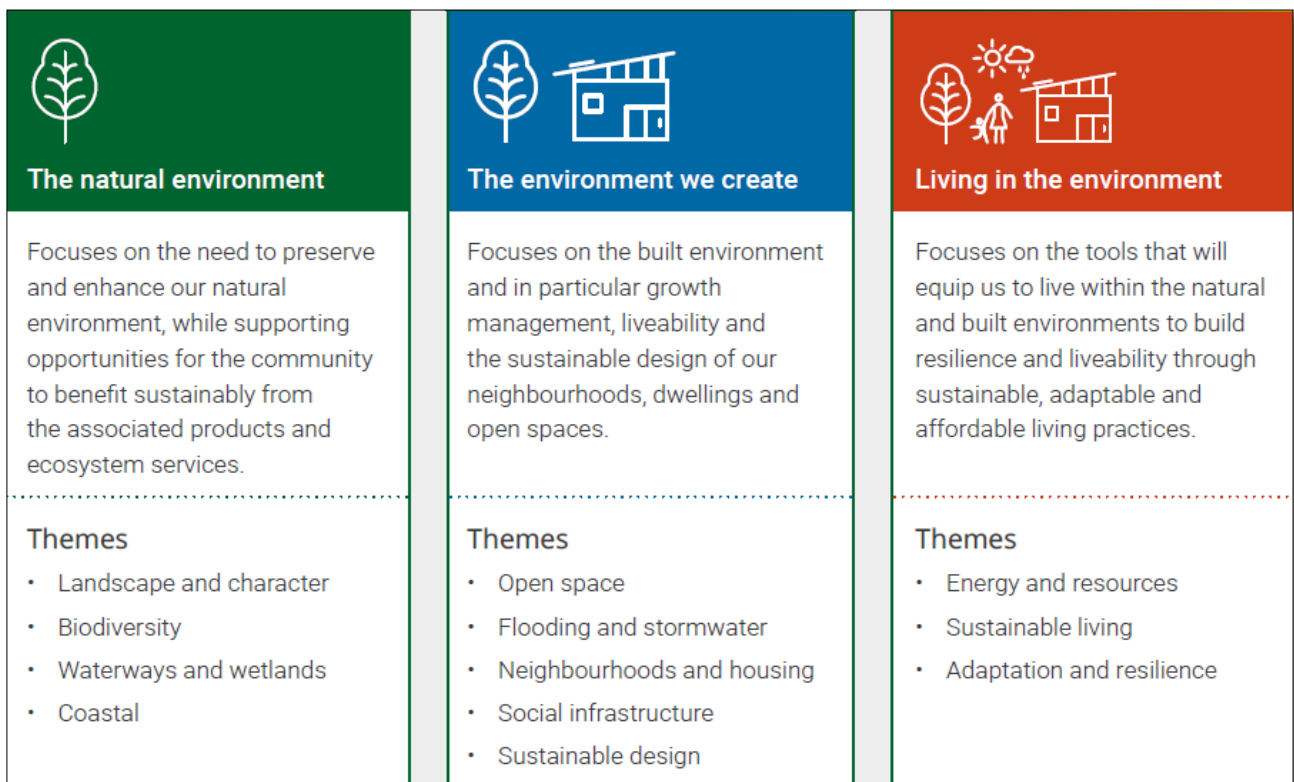 The natural environment
Focuses on the need to preserve
and enhance our natural
environment, while supporting
opportunities for the community
to benefit sustainably from
the associated products and
ecosystem services.
Themes
• Landscape and character
• Biodiversity
• Waterways and wetlands
• Coastal
The environment we create
Focuses on the built environment
and in particular growth
management, liveability and
the sustainable design of our
neighbourhoods, dwellings and
open spaces.
Themes
• Open space
• Flooding and stormwater
• Neighbourhoods and housing
• Social infrastructure
• Sustainable design
Living in the environment
Focuses on the tools that will
equip us to live within the natural
and built environments to build
resilience and liveability through
sustainable, adaptable and
affordable living practices.
Themes
• Energy and resources
• Sustainable living
• Adaptation and resilience